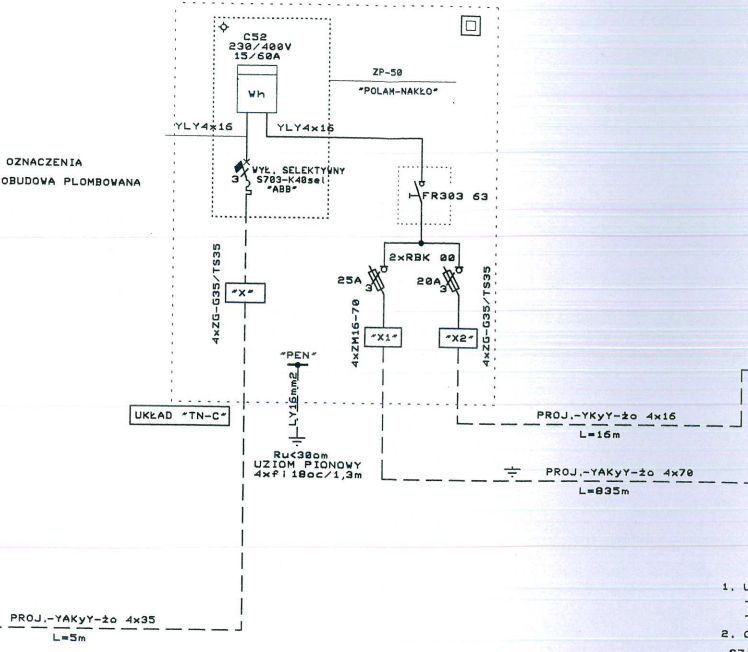 C52
230/400V
15/60A
Wh
ZP-50
"POLAM-NAKŁO"
YLY4x16
YLY4x16
OZNACZENIA
OBUDOWA PLOMBOWANA
WYŁ. SELEKTYWNY
3
S703-K40sel
"ABB"
FR303 63
2xRBK 00
25A
3
20A
3
4xZG-G35/TS35
"X"
4xZM16-70
"X1"
"X2"
4xZG-G35/TS35
"PEN"
LY16mm2
UKŁAD "TN-C"
Ru<30om
UZIOM PIONOWY
4xfi18oc/1,3m
PROJ.-YKyY-żo 4x16
L=16m
PROJ.-YAKyY-żo 4x70
L=835m
PROJ.-YAKyY-żo 4x35
L=5m
1.
2.